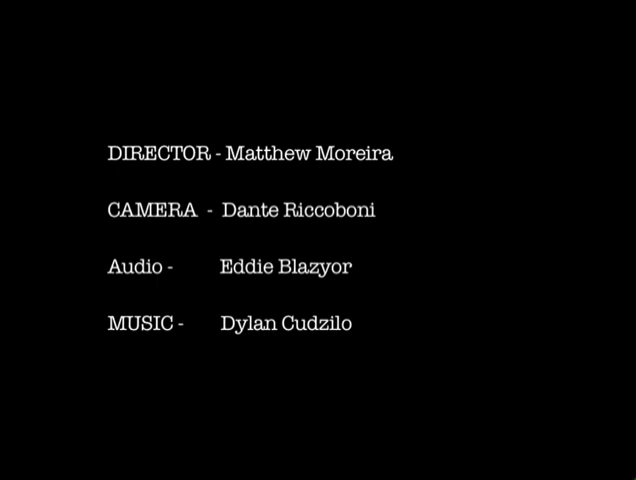 DIRECTOR - Matthew Moreira
CAMERA - Dante Riccoboni
Audio - Eddie Blazyor
MUSIC - Dylan Cudzilo